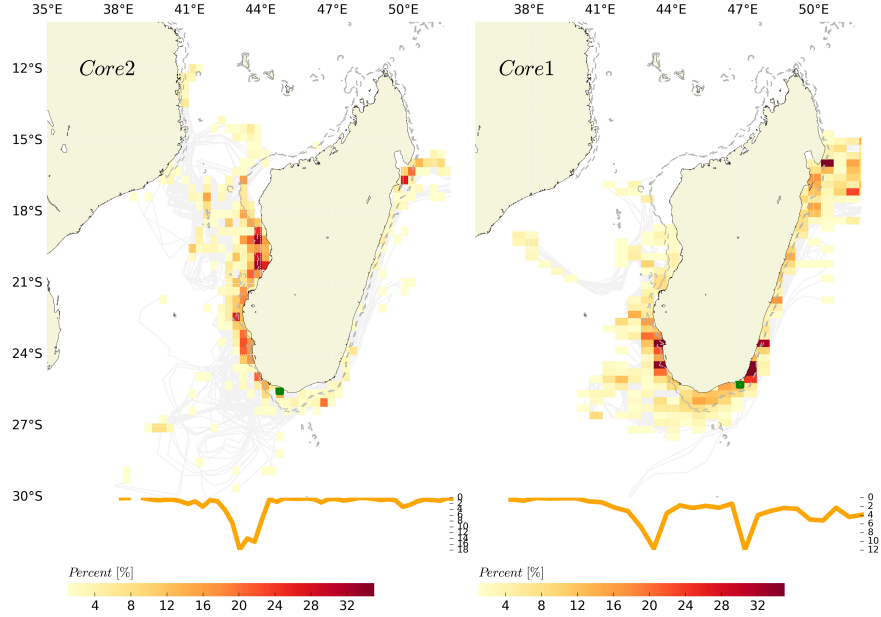 35°E 38°E 41°E 44°E 47°E 50°E 38°E 41°E 44°E 47°E 50°E
12°S
Core2 Core1
15°S
18°S
21°S
24°S
27°S
30°S
0 0
2 2
4 4
6 6
8 8
10 10
12 12
14
16
18
Percent [%] Percent [%]
4 8 12 16 20 24 28 32 4 8 12 16 20 24 28 32